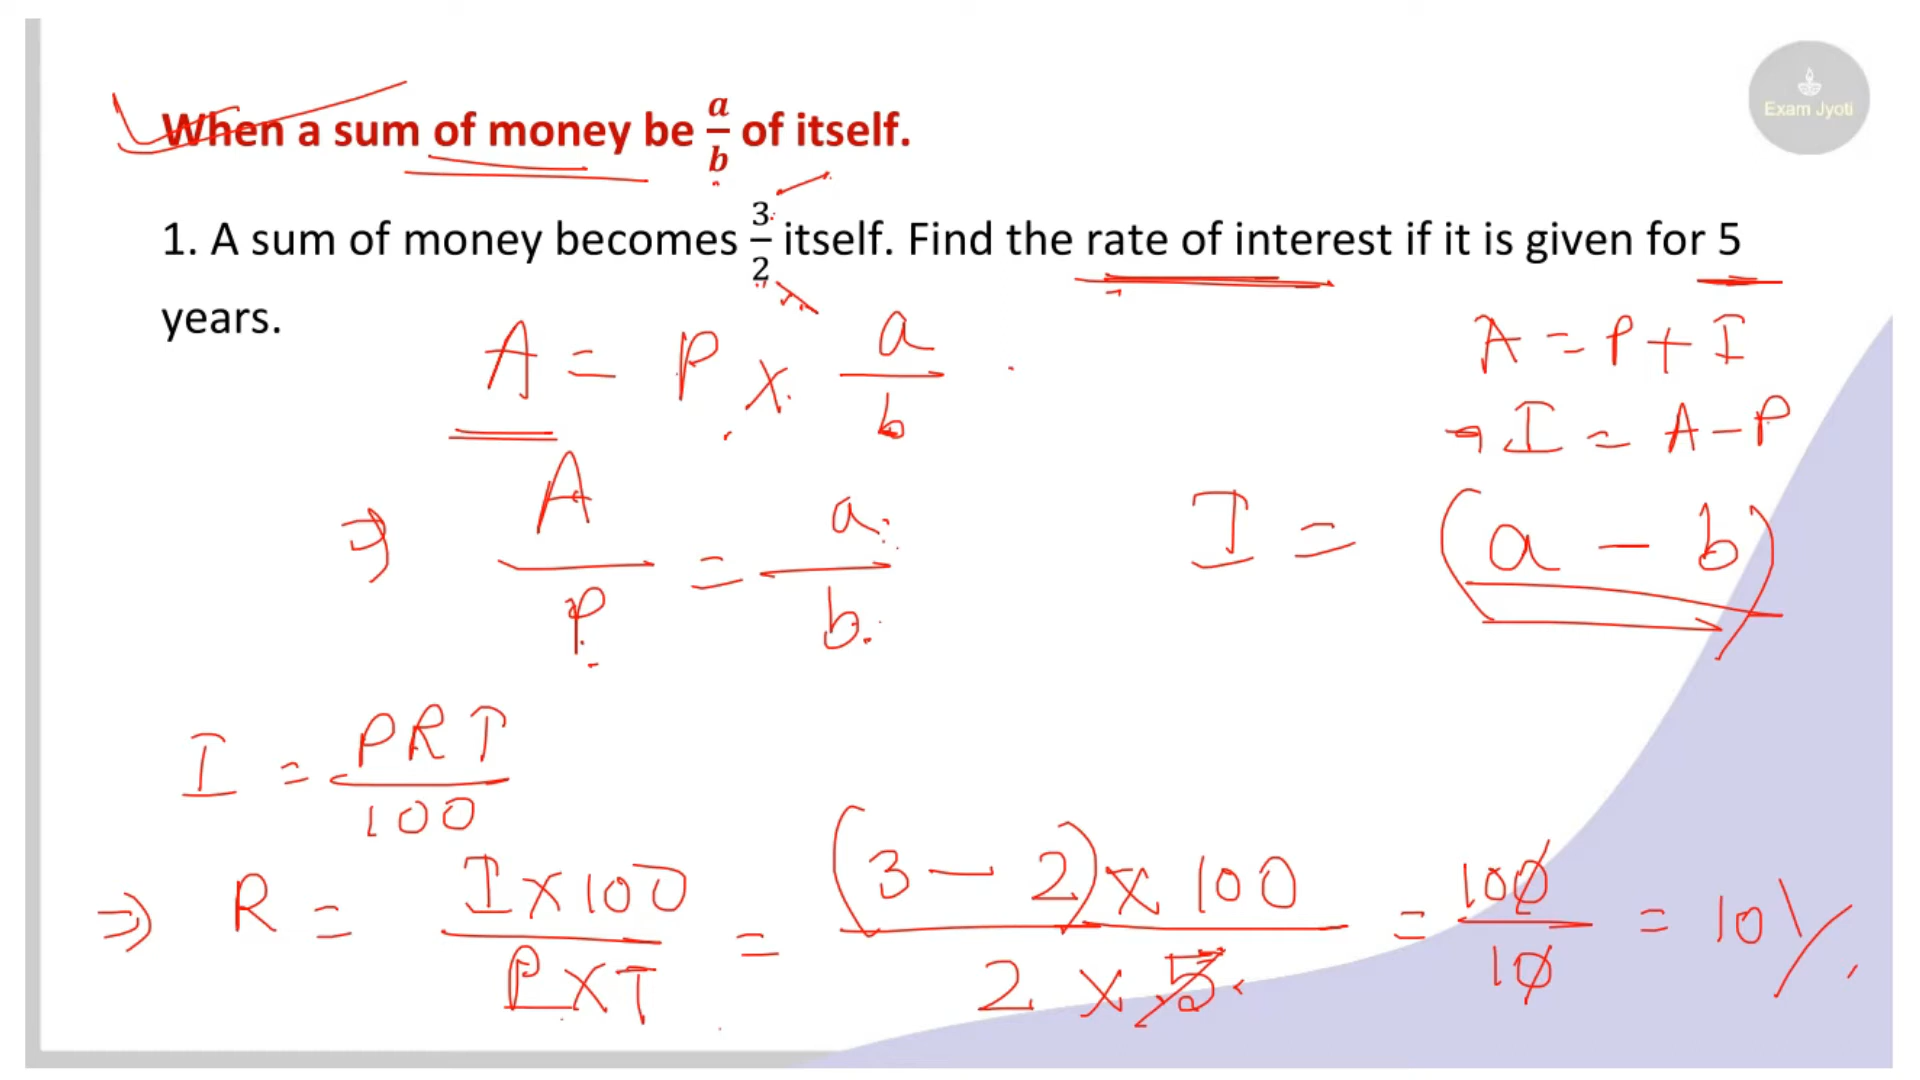 Exam Jyoti
When a sum of money be a/b of itself.
1. A sum of money becomes 3/2 itself. Find the rate of interest if it is given for 5
years.
A = P × a/b
A = P + I
⇒ I = A − P
⇒ A/P = a/b
I = (a − b)
I = PRT/100
⇒ R = I × 100/P × T = (3 − 2) × 100/2 × 5 = 100/10 = 10%